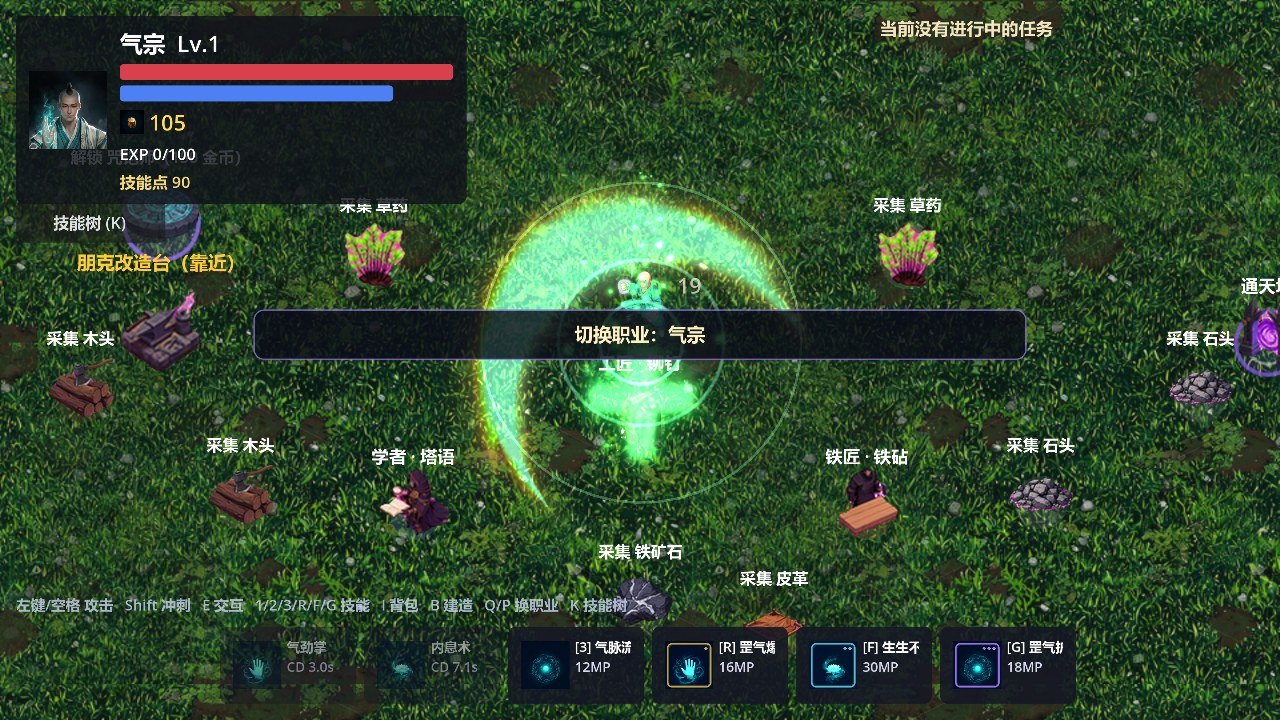 气宗 Lv.1
当前没有进行中的任务
105
EXP 0/100
技能点 90
技能树 (K)
采集 草药
采集 草药
朋克改造台（靠近）
19
通天
采集 木头
切换职业：气宗
采集 石头
工匠 · 铆钉
采集 木头
学者 · 塔语
铁匠 · 铁砧
采集 石头
采集 铁矿石
采集 皮革
左键/空格 攻击 Shift 冲刺 E 交互 1/2/3/R/F/G 技能 I 背包 B 建造 Q/P 换职业 K 技能树
气劲掌
CD 3.0s
内息术
CD 7.1s
[3] 气脉流
12MP
[R] 罡气爆
16MP
[F] 生生不
30MP
[G] 罡气护
18MP